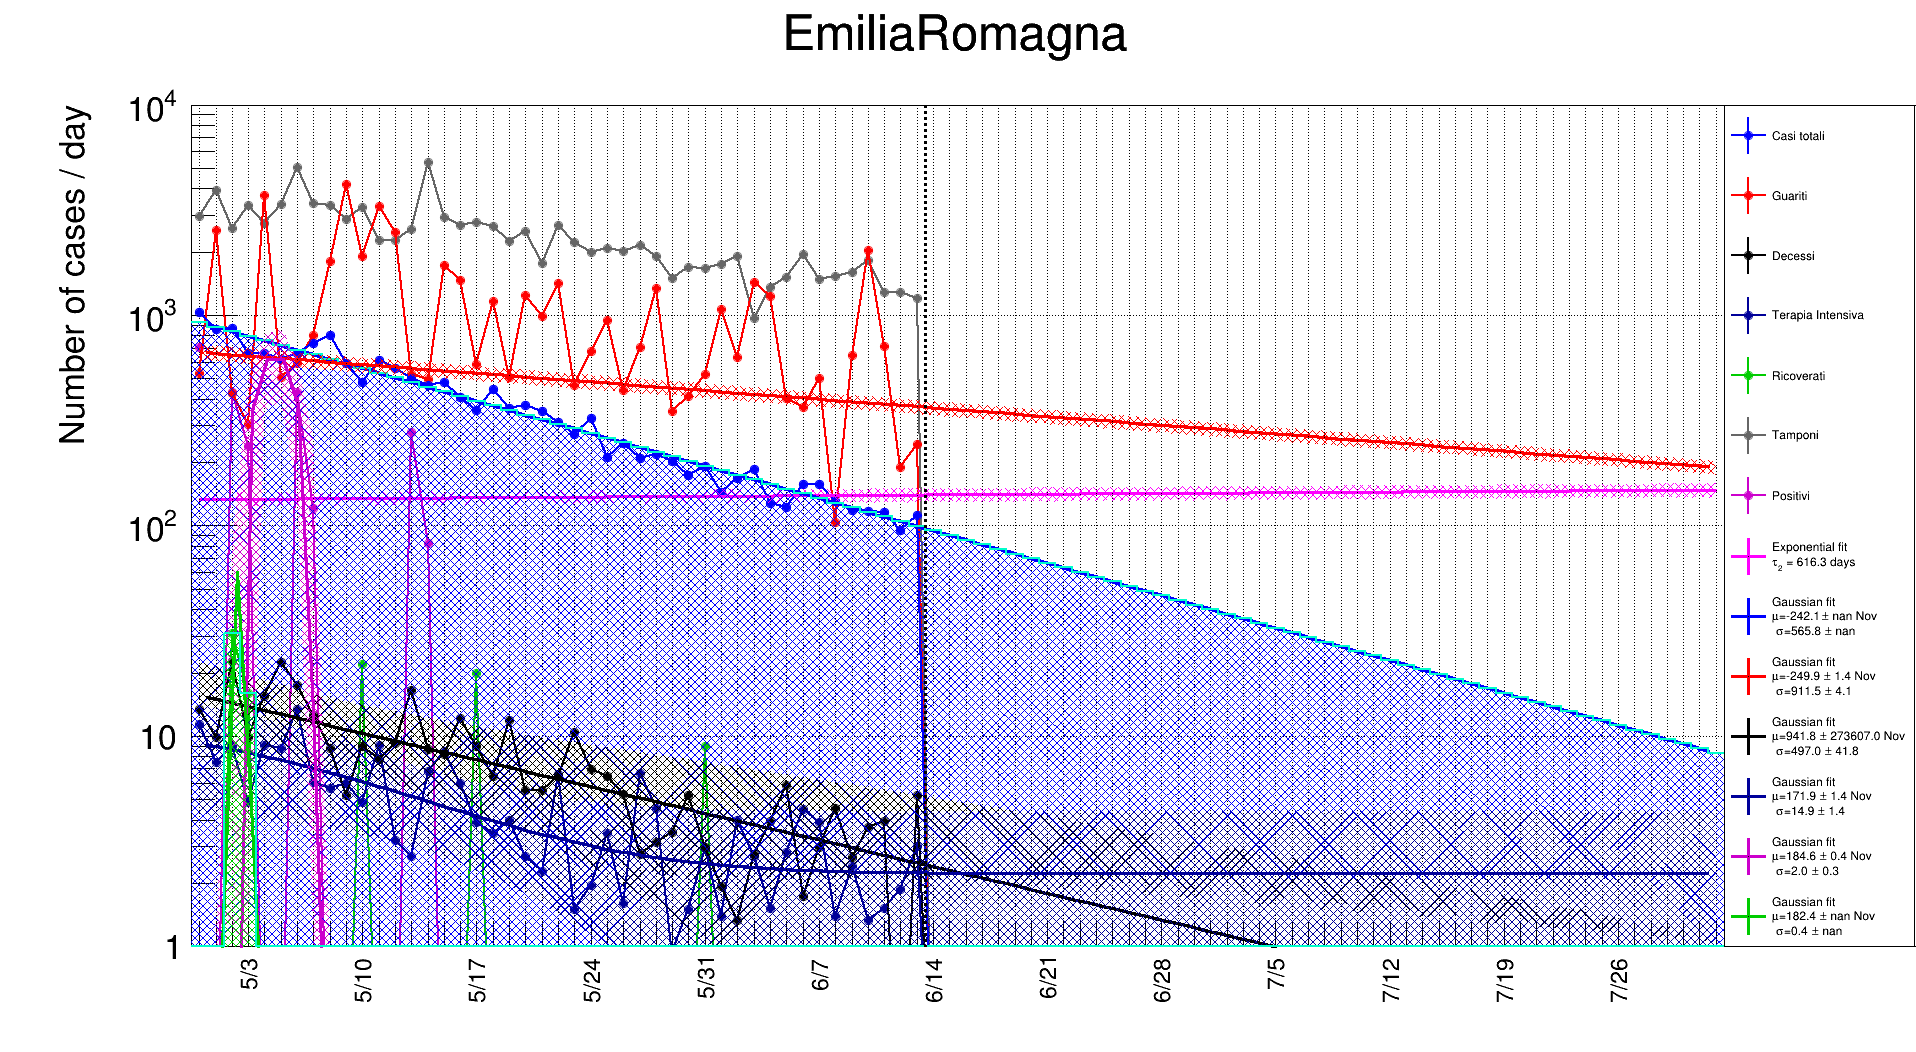 EmiliaRomagna
Number of cases / day
10^4
10^3
10^2
10
1
5/3
5/10
5/17
5/24
5/31
6/7
6/14
6/21
6/28
7/5
7/12
7/19
7/26
Casi totali
Guariti
Decessi
Terapia Intensiva
Ricoverati
Tamponi
Positivi
Exponential fit
τ₂ = 616.3 days
Gaussian fit
μ=-242.1 ± nan Nov
σ=565.8 ± nan
Gaussian fit
μ=-249.9 ± 1.4 Nov
σ=911.5 ± 4.1
Gaussian fit
μ=941.8 ± 273607.0 Nov
σ=497.0 ± 41.8
Gaussian fit
μ=171.9 ± 1.4 Nov
σ=14.9 ± 1.4
Gaussian fit
μ=184.6 ± 0.4 Nov
σ=2.0 ± 0.3
Gaussian fit
μ=182.4 ± nan Nov
σ=0.4 ± nan